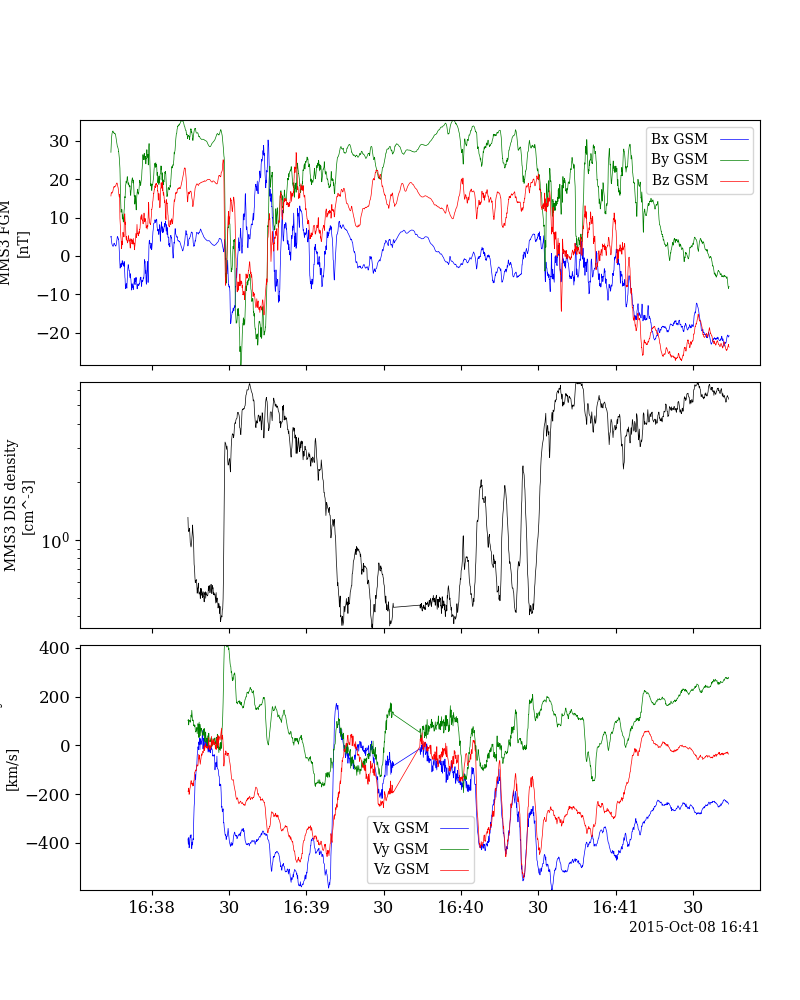 MMS3 FGM
[nT]
30
20
10
0
−10
−20
Bx GSM
By GSM
Bz GSM
MMS3 DIS density
[cm^-3]
10^0
[km/s]
400
200
0
−200
−400
Vx GSM
Vy GSM
Vz GSM
16:38 30 16:39 30 16:40 30 16:41 30
2015-Oct-08 16:41